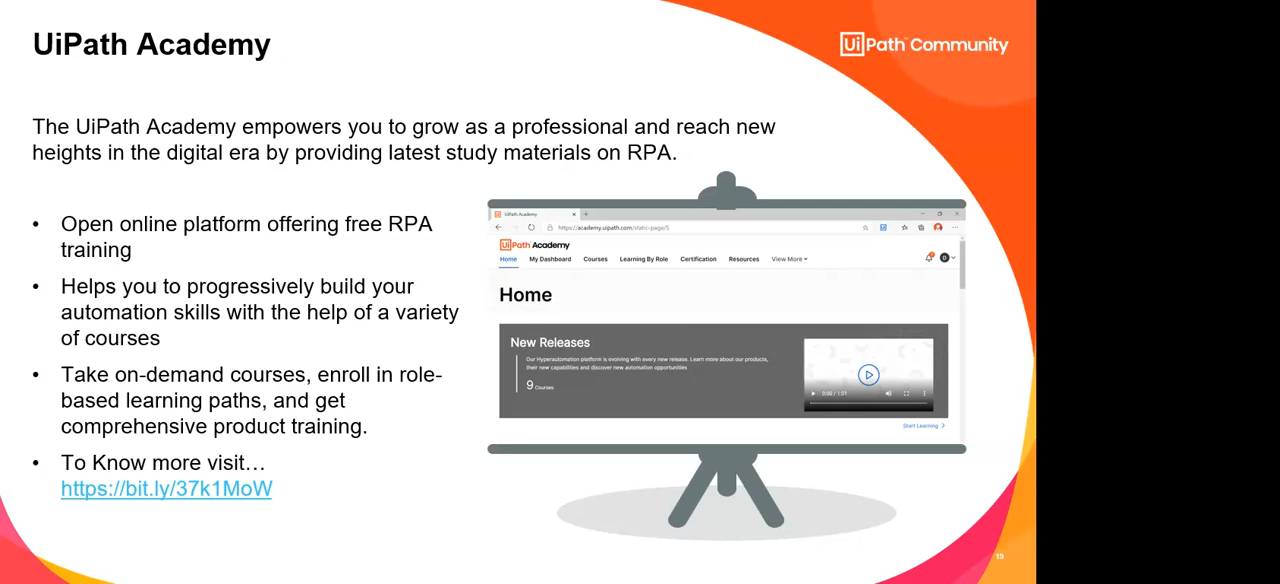 UiPath Academy
UiPath Community
The UiPath Academy empowers you to grow as a professional and reach new
heights in the digital era by providing latest study materials on RPA.
• Open online platform offering free RPA
training
• Helps you to progressively build your
automation skills with the help of a variety
of courses
• Take on-demand courses, enroll in role-
based learning paths, and get
comprehensive product training.
• To Know more visit…
https://bit.ly/37k1MoW
UiPath Academy
https://academy.uipath.com/static-page/5
UiPath Academy
Home My Dashboard Courses Learning By Role Certification Resources View More
D
Home
New Releases
Our Hyperautomation platform is evolving with every new release. Learn more about our products,
their new capabilities and discover new automation opportunities
9 Courses
0:00 / 1:01
Start Learning
15